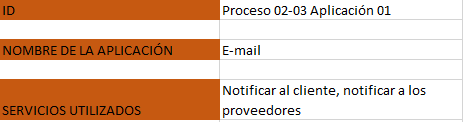 ID Proceso 02-03 Aplicación 01
NOMBRE DE LA APLICACIÓN E-mail
Notificar al cliente, notificar a los
SERVICIOS UTILIZADOS proveedores